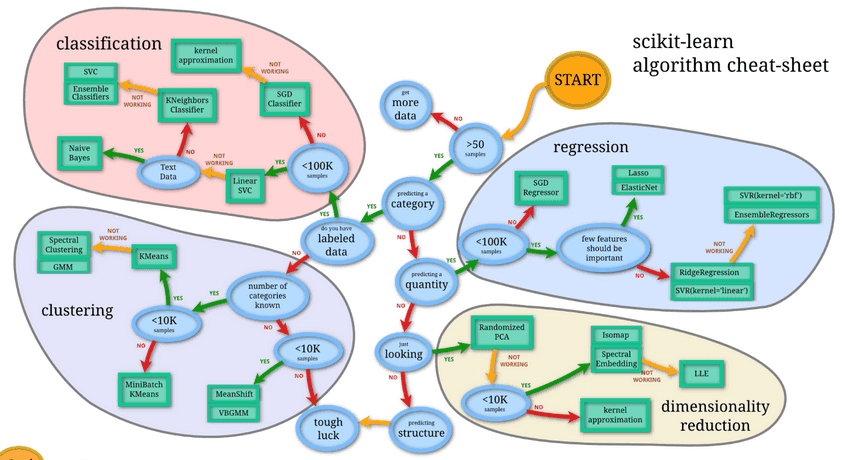 scikit-learn
algorithm cheat-sheet
classification
kernel
approximation
NOT
WORKING
SVC
Ensemble
Classifiers
NOT
WORKING
KNeighbors
Classifier
SGD
Classifier
NO
Naive
Bayes
YES
NO
Text
Data
NOT
WORKING
Linear
SVC
YES
<100K
samples
START
get
more
data
NO
>50
samples
YES
predicting a
category
YES
NO
YES
do you have
labeled
data
NO
predicting a
quantity
YES
NO
just
looking
YES
NO
predicting
structure
tough
luck
regression
SGD
Regressor
NO
<100K
samples
YES
few features
should be
important
YES
Lasso
ElasticNet
NO
RidgeRegression
SVR(kernel='linear')
NOT
WORKING
SVR(kernel='rbf')
EnsembleRegressors
clustering
Spectral
Clustering
GMM
NOT
WORKING
KMeans
YES
<10K
samples
NO
MiniBatch
KMeans
YES
number of
categories
known
NO
<10K
samples
YES
NO
MeanShift
VBGMM
dimensionality
reduction
Randomized
PCA
NOT
WORKING
<10K
samples
YES
Isomap
Spectral
Embedding
NOT
WORKING
LLE
NO
kernel
approximation